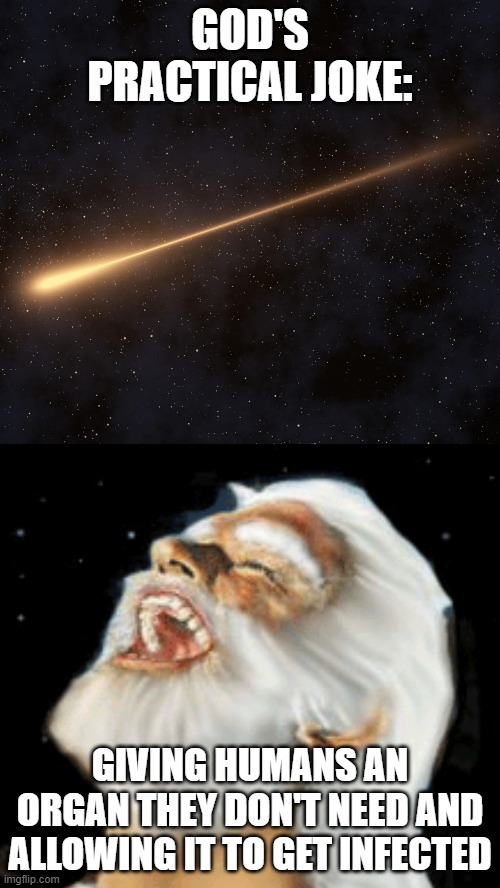 GOD'S
PRACTICAL JOKE:
GIVING HUMANS AN
ORGAN THEY DON'T NEED AND
ALLOWING IT TO GET INFECTED
imgflip.com